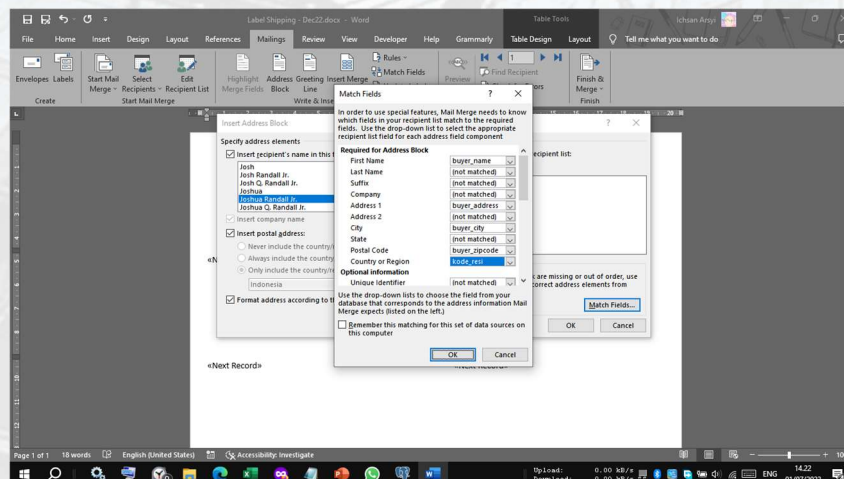 Label Shipping - Dec22.docx - Word
Table Tools
Ichsan Arsyi
File Home Insert Design Layout References Mailings Review View Developer Help Grammarly Table Design Layout Tell me what you want to do
Envelopes Labels Start Mail Merge Select Recipients Edit Recipient List Highlight Merge Fields Address Block Greeting Line Insert Merge
Rules
Match Fields
Preview
Find Recipient
Finish & Merge
1
Create Start Mail Merge Write & Inse Finish
Insert Address Block ? ×
Specify address elements
Insert recipient's name in this f
Josh
Josh Randall Jr.
Josh Q. Randall Jr.
Joshua
Joshua Randall Jr.
Joshua Q. Randall Jr.
Insert company name
Insert postal address:
Never include the country/r
Always include the country
Only include the country/re
Indonesia
Format address according to th
ecipient list:
k are missing or out of order, use
correct address elements from
Match Fields...
OK Cancel
Match Fields ? ×
In order to use special features, Mail Merge needs to know
which fields in your recipient list match to the required
fields. Use the drop-down list to select the appropriate
recipient list field for each address field component
Required for Address Block
First Name buyer_name
Last Name (not matched)
Suffix (not matched)
Company (not matched)
Address 1 buyer_address
Address 2 (not matched)
City buyer_city
State (not matched)
Postal Code buyer_zipcode
Country or Region kode_resi
Optional information
Unique Identifier (not matched)
Use the drop-down lists to choose the field from your
database that corresponds to the address information Mail
Merge expects (listed on the left.)
Remember this matching for this set of data sources on
this computer
OK Cancel
«N
«Next Record» «Next Record»
Page 1 of 1 18 words English (United States) Accessibility: Investigate 10
Upload: 0.00 kB/s
Download: 0.00 kB/s
ENG
14.22
01/07/2022